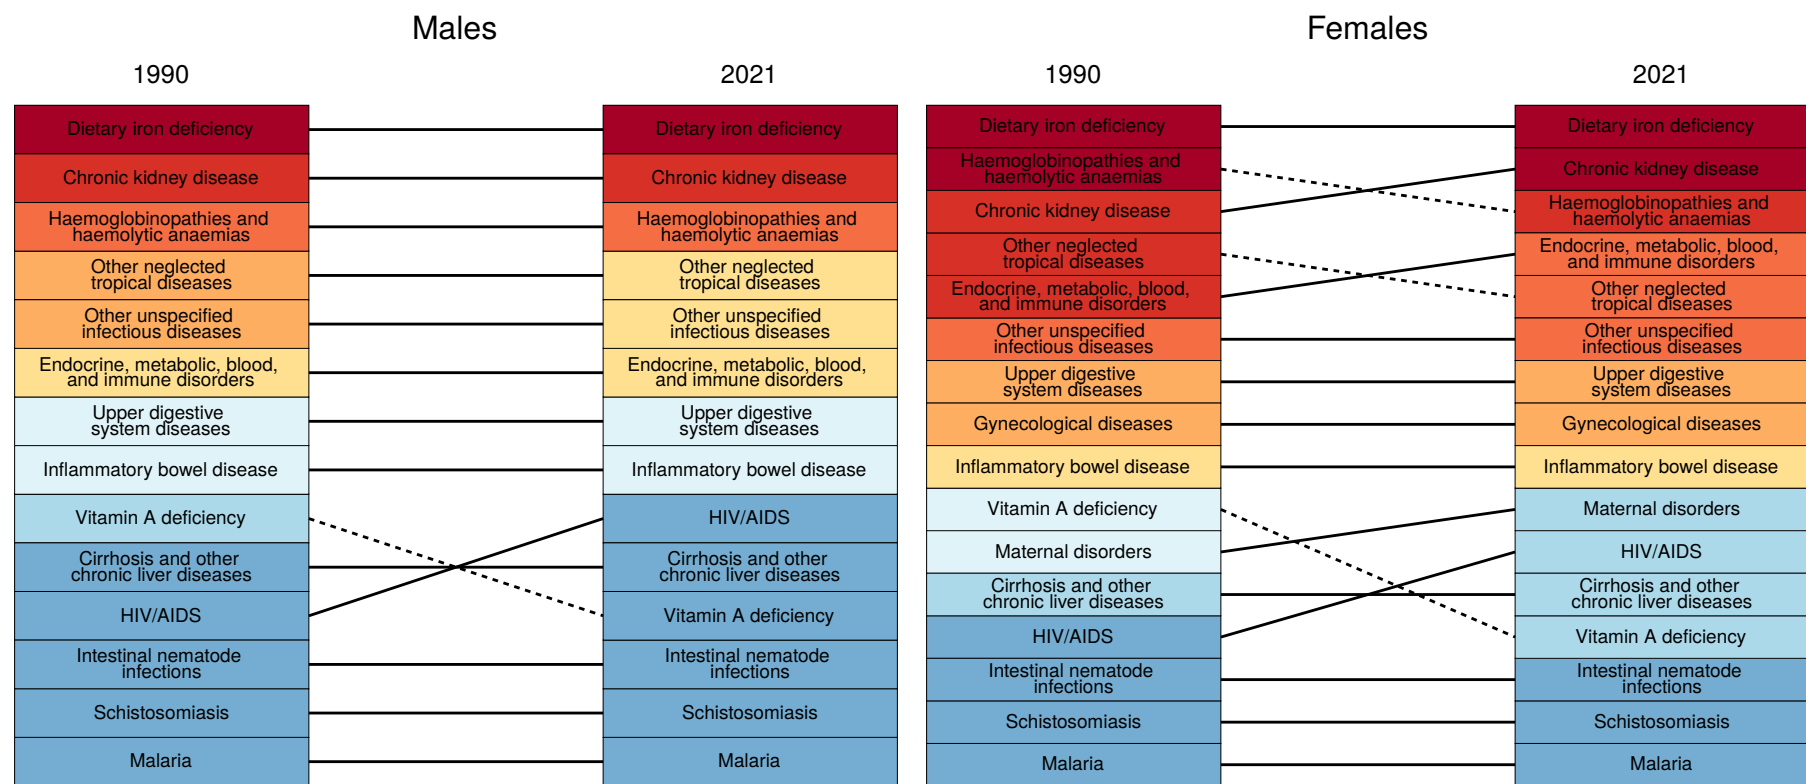 Males
1990
2021
Dietary iron deficiency
Chronic kidney disease
Haemoglobinopathies and
haemolytic anaemias
Other neglected
tropical diseases
Other unspecified
infectious diseases
Endocrine, metabolic, blood,
and immune disorders
Upper digestive
system diseases
Inflammatory bowel disease
Vitamin A deficiency
Cirrhosis and other
chronic liver diseases
HIV/AIDS
Intestinal nematode
infections
Schistosomiasis
Malaria
Dietary iron deficiency
Chronic kidney disease
Haemoglobinopathies and
haemolytic anaemias
Other neglected
tropical diseases
Other unspecified
infectious diseases
Endocrine, metabolic, blood,
and immune disorders
Upper digestive
system diseases
Inflammatory bowel disease
HIV/AIDS
Cirrhosis and other
chronic liver diseases
Vitamin A deficiency
Intestinal nematode
infections
Schistosomiasis
Malaria
Females
1990
2021
Dietary iron deficiency
Haemoglobinopathies and
haemolytic anaemias
Chronic kidney disease
Other neglected
tropical diseases
Endocrine, metabolic, blood,
and immune disorders
Other unspecified
infectious diseases
Upper digestive
system diseases
Gynecological diseases
Inflammatory bowel disease
Vitamin A deficiency
Maternal disorders
Cirrhosis and other
chronic liver diseases
HIV/AIDS
Intestinal nematode
infections
Schistosomiasis
Malaria
Dietary iron deficiency
Chronic kidney disease
Haemoglobinopathies and
haemolytic anaemias
Endocrine, metabolic, blood,
and immune disorders
Other neglected
tropical diseases
Other unspecified
infectious diseases
Upper digestive
system diseases
Gynecological diseases
Inflammatory bowel disease
Maternal disorders
HIV/AIDS
Cirrhosis and other
chronic liver diseases
Vitamin A deficiency
Intestinal nematode
infections
Schistosomiasis
Malaria